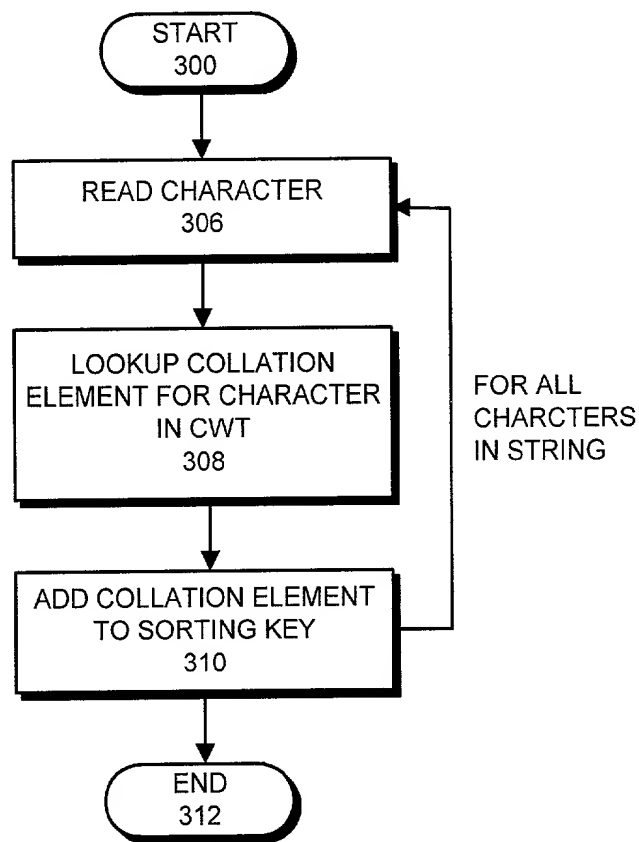 START
300
READ CHARACTER
306
LOOKUP COLLATION
ELEMENT FOR CHARACTER
IN CWT
308
FOR ALL
CHARCTERS
IN STRING
ADD COLLATION ELEMENT
TO SORTING KEY
310
END
312